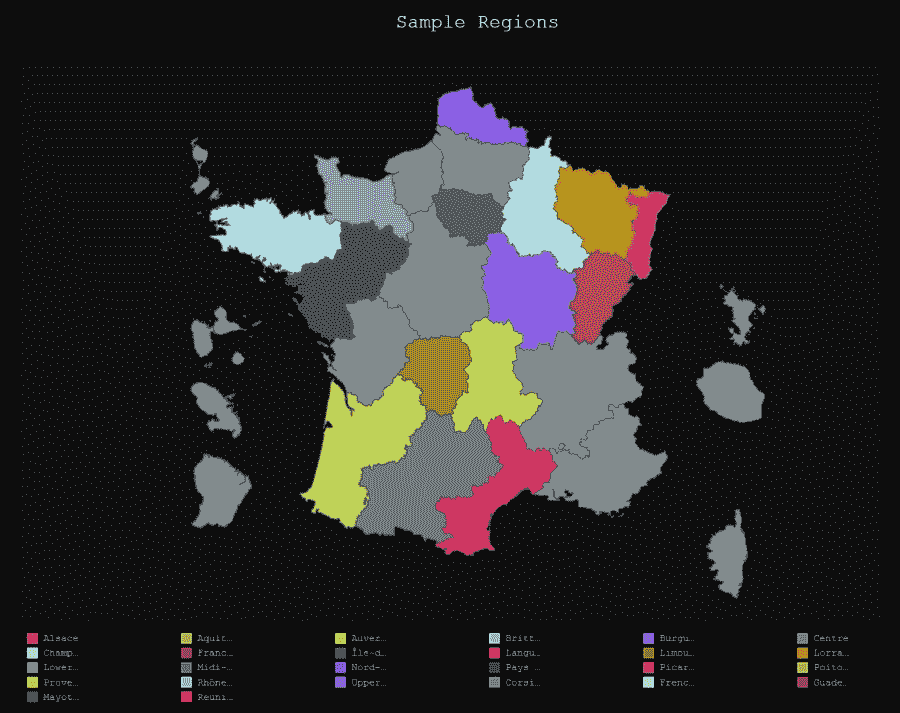 Sample Regions
Alsace Aquit… Auver… Britt… Burgu… Centre
Champ… Franc… Île-d… Langu… Limou… Lorra…
Lower… Midi-… Nord-… Pays … Picar… Poito…
Prove… Rhône… Upper… Corsi… Frenc… Guade…
Mayot… Reuni…